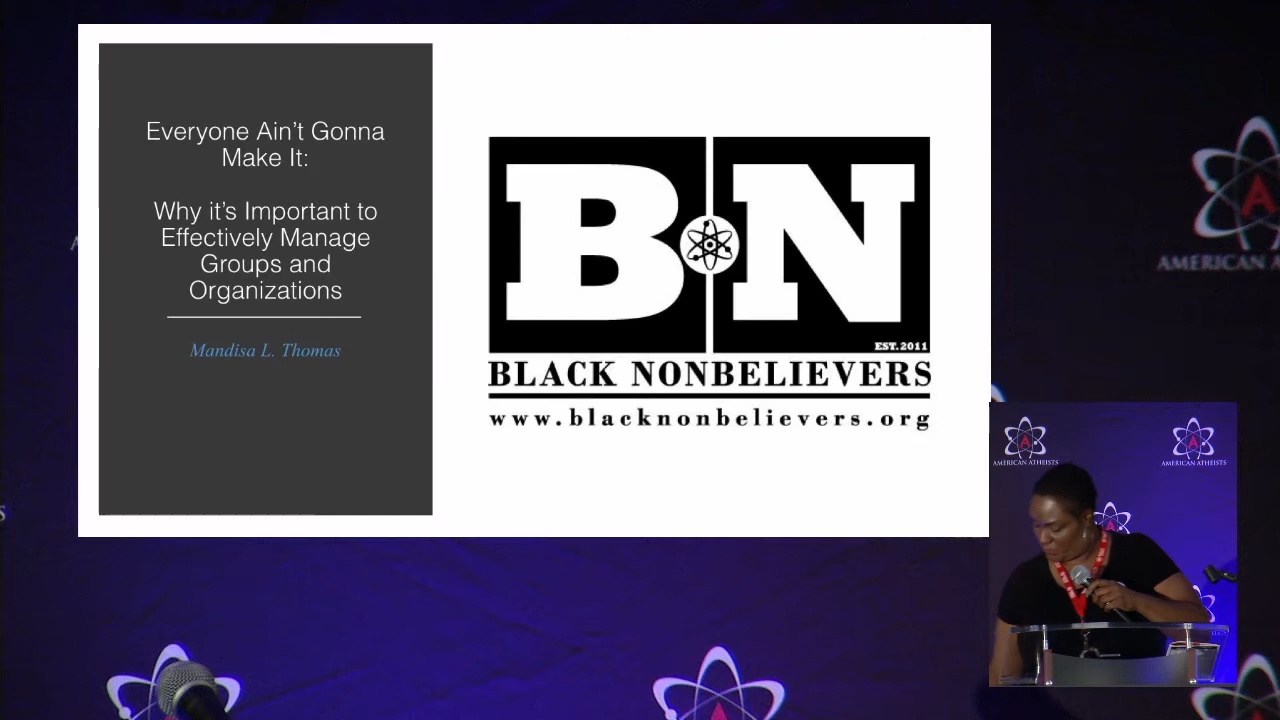 Everyone Ain't Gonna
Make It:
Why it's Important to
Effectively Manage
Groups and
Organizations
Mandisa L. Thomas
B N
EST.2011
BLACK NONBELIEVERS
www.blacknonbelievers.org
A
AMERICAN A
AMERICAN ATHEISTS
AMERICAN ATHEISTS